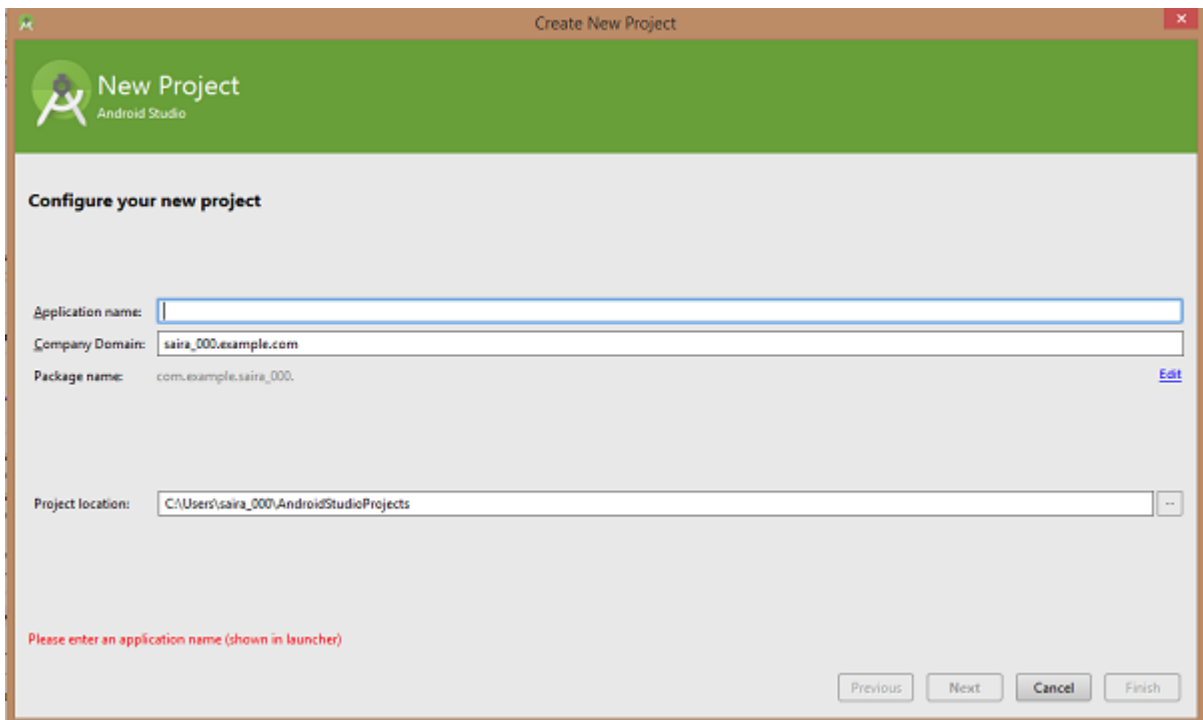 Create New Project
New Project
Android Studio
Configure your new project
Application name:
Company Domain: saira_000.example.com
Package name: com.example.saira_000. Edit
Project location: C:\Users\saira_000\AndroidStudioProjects ...
Please enter an application name (shown in launcher)
Previous Next Cancel Finish